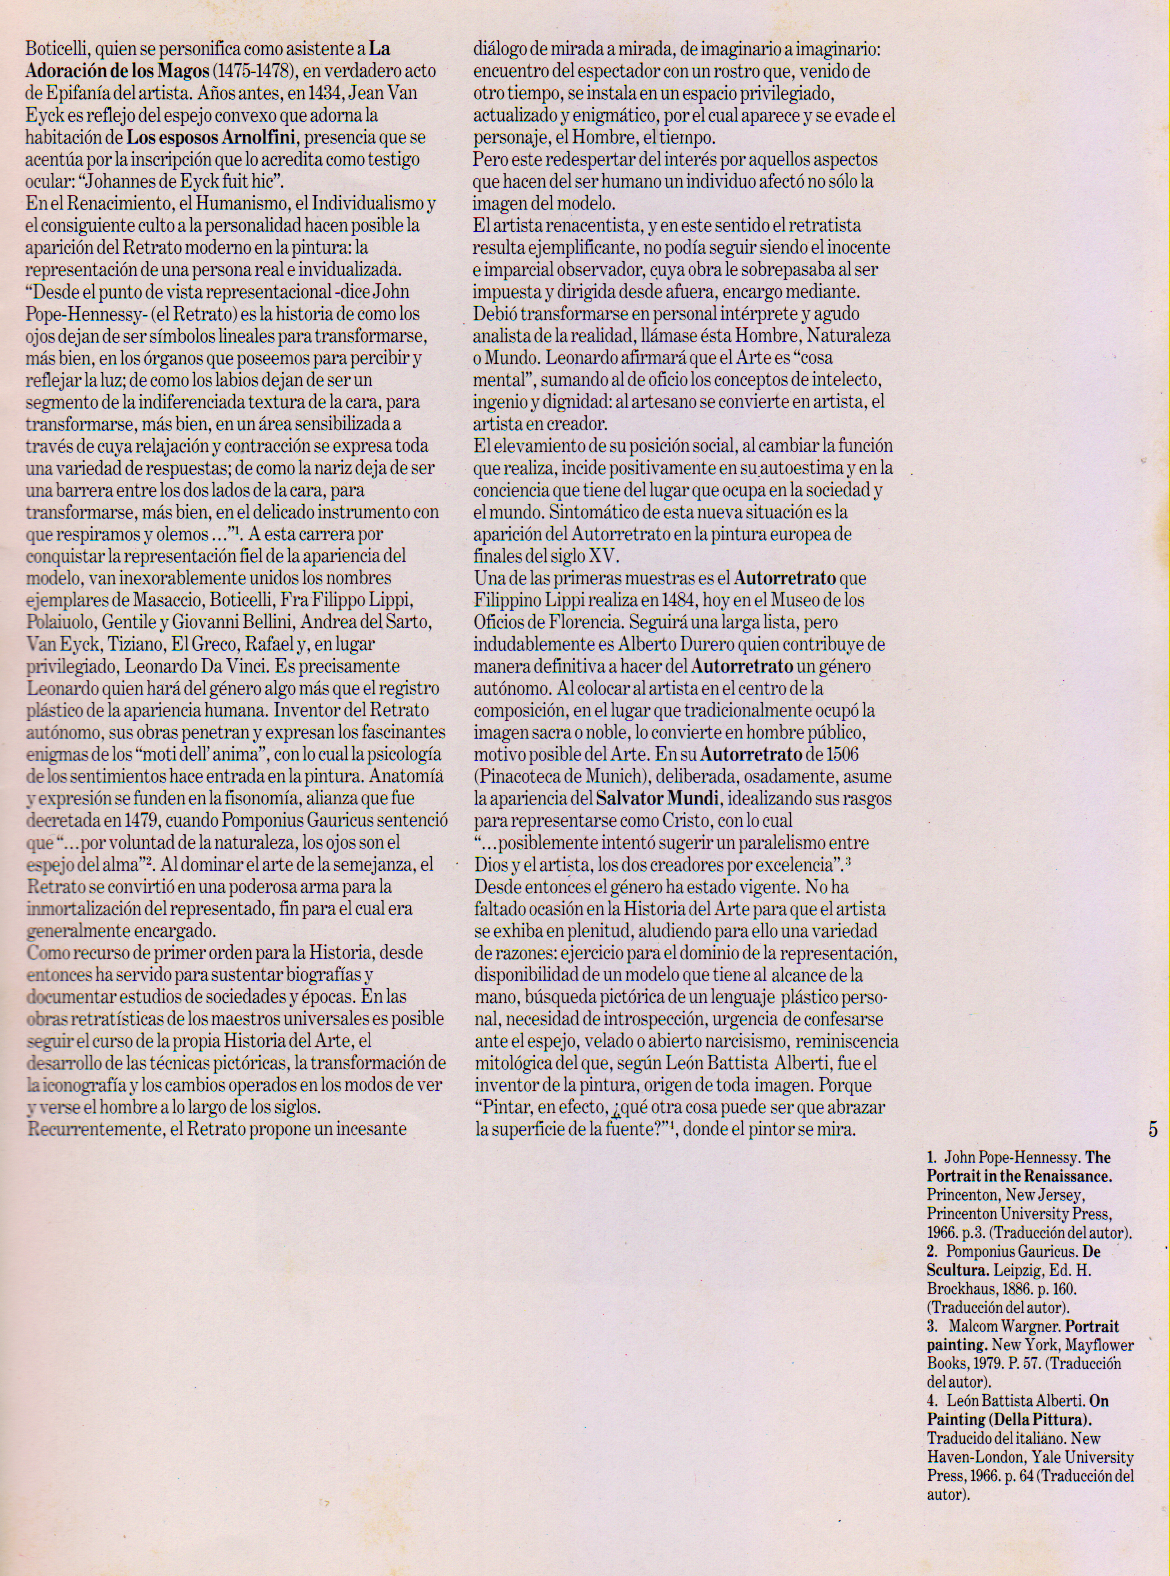 Boticelli, quien se personifica como asistente a La
Adoración de los Magos (1475-1478), en verdadero acto
de Epifanía del artista. Años antes, en 1434, Jean Van
Eyck es reflejo del espejo convexo que adorna la
habitación de Los esposos Arnolfini, presencia que se
acentúa por la inscripción que lo acredita como testigo
ocular: “Johannes de Eyck fuit hic”.
En el Renacimiento, el Humanismo, el Individualismo y
el consiguiente culto a la personalidad hacen posible la
aparición del Retrato moderno en la pintura: la
representación de una persona real e invidualizada.
“Desde el punto de vista representacional -dice John
Pope-Hennessy- (el Retrato) es la historia de como los
ojos dejan de ser símbolos lineales para transformarse,
más bien, en los órganos que poseemos para percibir y
reflejar la luz; de como los labios dejan de ser un
segmento de la indiferenciada textura de la cara, para
transformarse, más bien, en un área sensibilizada a
través de cuya relajación y contracción se expresa toda
una variedad de respuestas; de como la nariz deja de ser
una barrera entre los dos lados de la cara, para
transformarse, más bien, en el delicado instrumento con
que respiramos y olemos ...”¹. A esta carrera por
conquistar la representación fiel de la apariencia del
modelo, van inexorablemente unidos los nombres
ejemplares de Masaccio, Boticelli, Fra Filippo Lippi,
Polaiuolo, Gentile y Giovanni Bellini, Andrea del Sarto,
Van Eyck, Tiziano, El Greco, Rafael y, en lugar
privilegiado, Leonardo Da Vinci. Es precisamente
Leonardo quien hará del género algo más que el registro
plástico de la apariencia humana. Inventor del Retrato
autónomo, sus obras penetran y expresan los fascinantes
enigmas de los “moti dell’ anima”, con lo cual la psicología
de los sentimientos hace entrada en la pintura. Anatomía
y expresión se funden en la fisonomía, alianza que fue
decretada en 1479, cuando Pomponius Gauricus sentenció
que “...por voluntad de la naturaleza, los ojos son el
espejo del alma”². Al dominar el arte de la semejanza, el
Retrato se convirtió en una poderosa arma para la
inmortalización del representado, fin para el cual era
generalmente encargado.
Como recurso de primer orden para la Historia, desde
entonces ha servido para sustentar biografías y
documentar estudios de sociedades y épocas. En las
obras retratísticas de los maestros universales es posible
seguir el curso de la propia Historia del Arte, el
desarrollo de las técnicas pictóricas, la transformación de
la iconografía y los cambios operados en los modos de ver
y verse el hombre a lo largo de los siglos.
Recurrentemente, el Retrato propone un incesante
diálogo de mirada a mirada, de imaginario a imaginario:
encuentro del espectador con un rostro que, venido de
otro tiempo, se instala en un espacio privilegiado,
actualizado y enigmático, por el cual aparece y se evade el
personaje, el Hombre, el tiempo.
Pero este redespertar del interés por aquellos aspectos
que hacen del ser humano un individuo afectó no sólo la
imagen del modelo.
El artista renacentista, y en este sentido el retratista
resulta ejemplificante, no podía seguir siendo el inocente
e imparcial observador, cuya obra le sobrepasaba al ser
impuesta y dirigida desde afuera, encargo mediante.
Debió transformarse en personal intérprete y agudo
analista de la realidad, llámase ésta Hombre, Naturaleza
o Mundo. Leonardo afirmará que el Arte es “cosa
mental”, sumando al de oficio los conceptos de intelecto,
ingenio y dignidad: al artesano se convierte en artista, el
artista en creador.
El elevamiento de su posición social, al cambiar la función
que realiza, incide positivamente en su autoestima y en la
conciencia que tiene del lugar que ocupa en la sociedad y
el mundo. Sintomático de esta nueva situación es la
aparición del Autorretrato en la pintura europea de
finales del siglo XV.
Una de las primeras muestras es el Autorretrato que
Filippino Lippi realiza en 1484, hoy en el Museo de los
Oficios de Florencia. Seguirá una larga lista, pero
indudablemente es Alberto Durero quien contribuye de
manera definitiva a hacer del Autorretrato un género
autónomo. Al colocar al artista en el centro de la
composición, en el lugar que tradicionalmente ocupó la
imagen sacra o noble, lo convierte en hombre público,
motivo posible del Arte. En su Autorretrato de 1506
(Pinacoteca de Munich), deliberada, osadamente, asume
la apariencia del Salvator Mundi, idealizando sus rasgos
para representarse como Cristo, con lo cual
“...posiblemente intentó sugerir un paralelismo entre
Dios y el artista, los dos creadores por excelencia”.³
Desde entonces el género ha estado vigente. No ha
faltado ocasión en la Historia del Arte para que el artista
se exhiba en plenitud, aludiendo para ello una variedad
de razones: ejercicio para el dominio de la representación,
disponibilidad de un modelo que tiene al alcance de la
mano, búsqueda pictórica de un lenguaje plástico perso-
nal, necesidad de introspección, urgencia de confesarse
ante el espejo, velado o abierto narcisismo, reminiscencia
mitológica del que, según León Battista Alberti, fue el
inventor de la pintura, origen de toda imagen. Porque
“Pintar, en efecto, ¿qué otra cosa puede ser que abrazar
la superficie de la fuente?”⁴, donde el pintor se mira.
5
1. John Pope-Hennessy. The
Portrait in the Renaissance.
Princenton, New Jersey,
Princenton University Press,
1966. p.3. (Traducción del autor).
2. Pomponius Gauricus. De
Scultura. Leipzig, Ed. H.
Brockhaus, 1886. p. 160.
(Traducción del autor).
3. Malcom Wargner. Portrait
painting. New York, Mayflower
Books, 1979. P. 57. (Traducción
del autor).
4. León Battista Alberti. On
Painting (Della Pittura).
Traducido del italiano. New
Haven-London, Yale University
Press, 1966. p. 64 (Traducción del
autor).